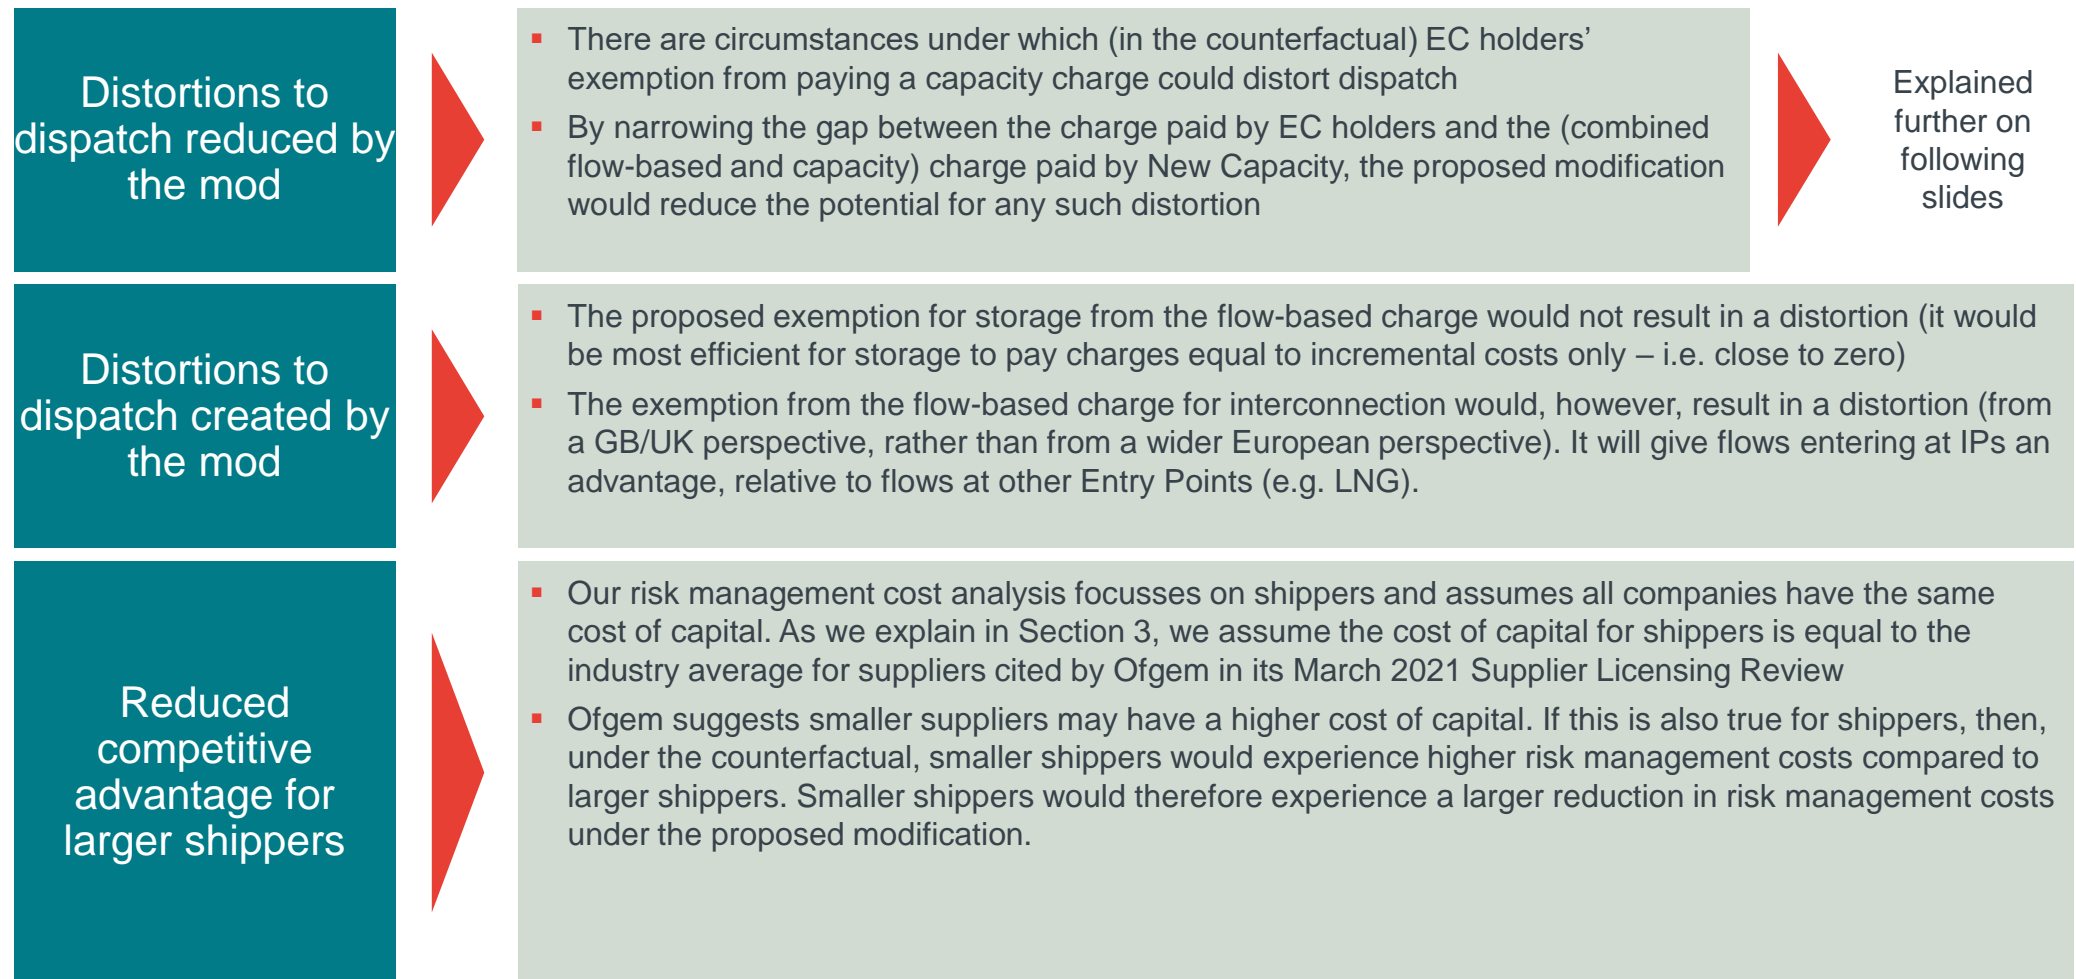 Distortions to
dispatch reduced by
the mod
▪ There are circumstances under which (in the counterfactual) EC holders’
exemption from paying a capacity charge could distort dispatch
▪ By narrowing the gap between the charge paid by EC holders and the (combined
flow-based and capacity) charge paid by New Capacity, the proposed modification
would reduce the potential for any such distortion
Explained
further on
following
slides
Distortions to
dispatch created by
the mod
▪ The proposed exemption for storage from the flow-based charge would not result in a distortion (it would
be most efficient for storage to pay charges equal to incremental costs only – i.e. close to zero)
▪ The exemption from the flow-based charge for interconnection would, however, result in a distortion (from
a GB/UK perspective, rather than from a wider European perspective). It will give flows entering at IPs an
advantage, relative to flows at other Entry Points (e.g. LNG).
Reduced
competitive
advantage for
larger shippers
▪ Our risk management cost analysis focusses on shippers and assumes all companies have the same
cost of capital. As we explain in Section 3, we assume the cost of capital for shippers is equal to the
industry average for suppliers cited by Ofgem in its March 2021 Supplier Licensing Review
▪ Ofgem suggests smaller suppliers may have a higher cost of capital. If this is also true for shippers, then,
under the counterfactual, smaller shippers would experience higher risk management costs compared to
larger shippers. Smaller shippers would therefore experience a larger reduction in risk management costs
under the proposed modification.